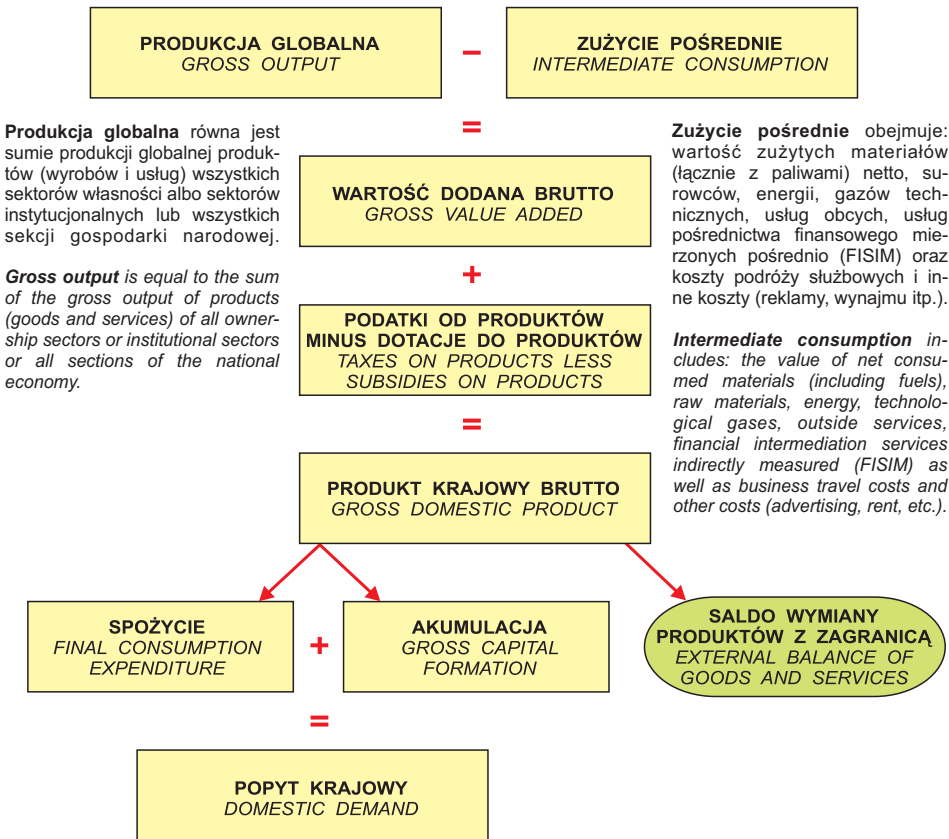 PRODUKCJA GLOBALNA
GROSS OUTPUT
−
ZUŻYCIE POŚREDNIE
INTERMEDIATE CONSUMPTION
=
Produkcja globalna równa jest
sumie produkcji globalnej produk-
tów (wyrobów i usług) wszystkich
sektorów własności albo sektorów
instytucjonalnych lub wszystkich
sekcji gospodarki narodowej.
Gross output is equal to the sum
of the gross output of products
(goods and services) of all owner-
ship sectors or institutional sectors
or all sections of the national
economy.
WARTOŚĆ DODANA BRUTTO
GROSS VALUE ADDED
+
PODATKI OD PRODUKTÓW
MINUS DOTACJE DO PRODUKTÓW
TAXES ON PRODUCTS LESS
SUBSIDIES ON PRODUCTS
=
PRODUKT KRAJOWY BRUTTO
GROSS DOMESTIC PRODUCT
Zużycie pośrednie obejmuje:
wartość zużytych materiałów
(łącznie z paliwami) netto, su-
rowców, energii, gazów tech-
nicznych, usług obcych, usług
pośrednictwa finansowego mie-
rzonych pośrednio (FISIM) oraz
koszty podróży służbowych i in-
ne koszty (reklamy, wynajmu itp.).
Intermediate consumption in-
cludes: the value of net consu-
med materials (including fuels),
raw materials, energy, technolo-
gical gases, outside services,
financial intermediation services
indirectly measured (FISIM) as
well as business travel costs and
other costs (advertising, rent, etc.).
SPOŻYCIE
FINAL CONSUMPTION
EXPENDITURE
+
AKUMULACJA
GROSS CAPITAL
FORMATION
SALDO WYMIANY
PRODUKTÓW Z ZAGRANICĄ
EXTERNAL BALANCE OF
GOODS AND SERVICES
=
POPYT KRAJOWY
DOMESTIC DEMAND